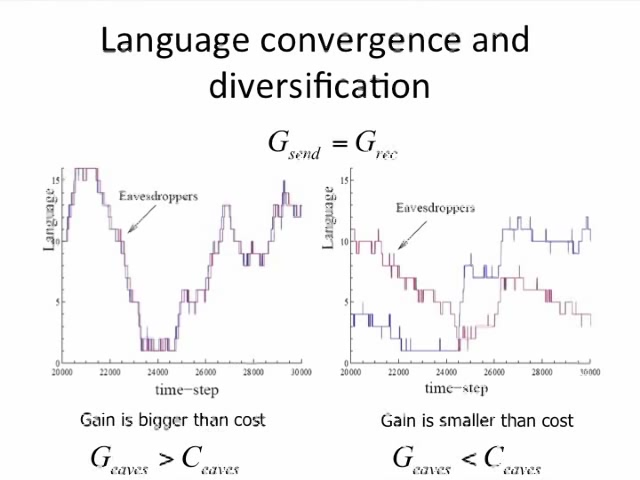 Language convergence and
diversification
G_send = G_rec
Eavesdroppers
Language
15
10
5
0
20000 22000 24000 26000 28000 30000
time-step
Eavesdroppers
Language
15
10
5
0
20000 22000 24000 26000 28000 30000
time-step
Gain is bigger than cost
Gain is smaller than cost
G_eaves > C_eaves
G_eaves < C_eaves